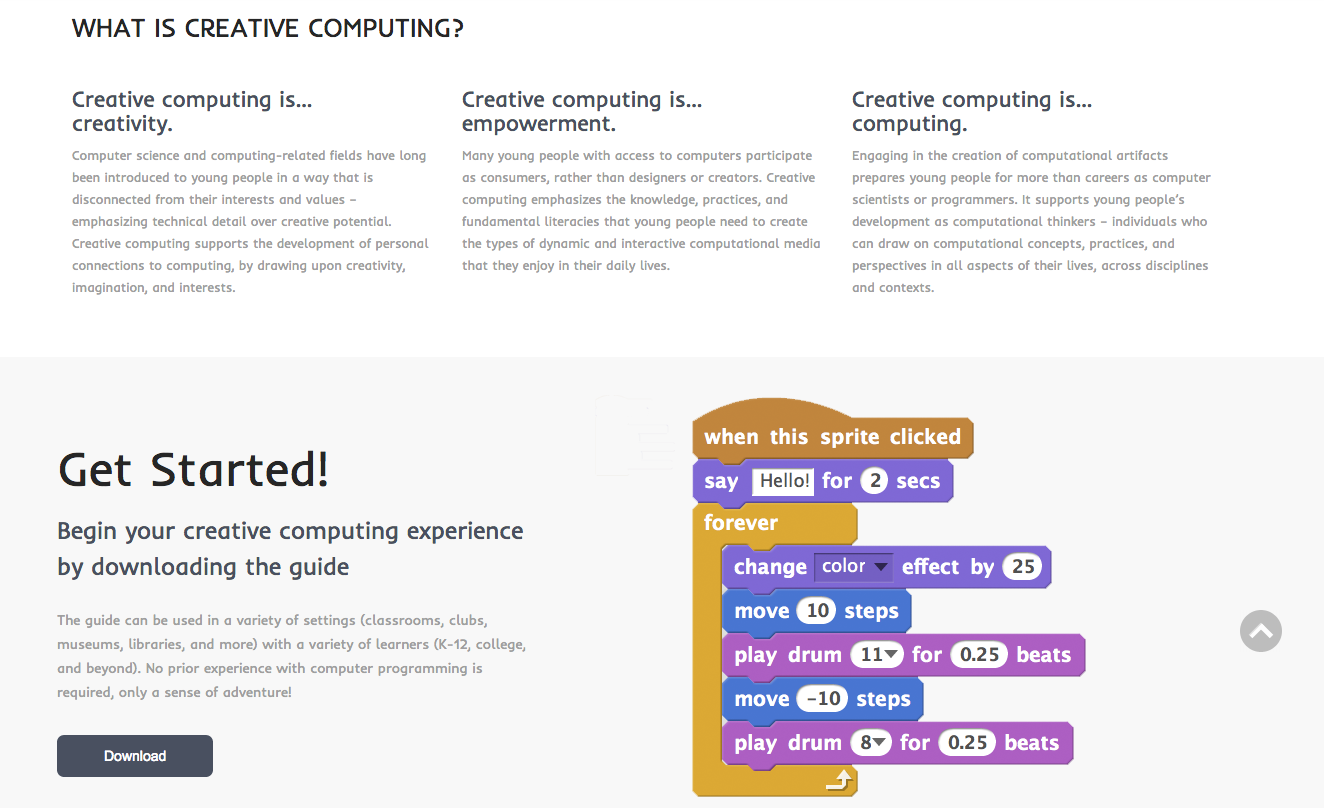 WHAT IS CREATIVE COMPUTING?
Creative computing is...
creativity.
Computer science and computing-related fields have long
been introduced to young people in a way that is
disconnected from their interests and values –
emphasizing technical detail over creative potential.
Creative computing supports the development of personal
connections to computing, by drawing upon creativity,
imagination, and interests.
Creative computing is...
empowerment.
Many young people with access to computers participate
as consumers, rather than designers or creators. Creative
computing emphasizes the knowledge, practices, and
fundamental literacies that young people need to create
the types of dynamic and interactive computational media
that they enjoy in their daily lives.
Creative computing is...
computing.
Engaging in the creation of computational artifacts
prepares young people for more than careers as computer
scientists or programmers. It supports young people’s
development as computational thinkers – individuals who
can draw on computational concepts, practices, and
perspectives in all aspects of their lives, across disciplines
and contexts.
Get Started!
Begin your creative computing experience
by downloading the guide
The guide can be used in a variety of settings (classrooms, clubs,
museums, libraries, and more) with a variety of learners (K-12, college,
and beyond). No prior experience with computer programming is
required, only a sense of adventure!
Download
when this sprite clicked
say Hello! for 2 secs
forever
change color effect by 25
move 10 steps
play drum 11 for 0.25 beats
move -10 steps
play drum 8 for 0.25 beats